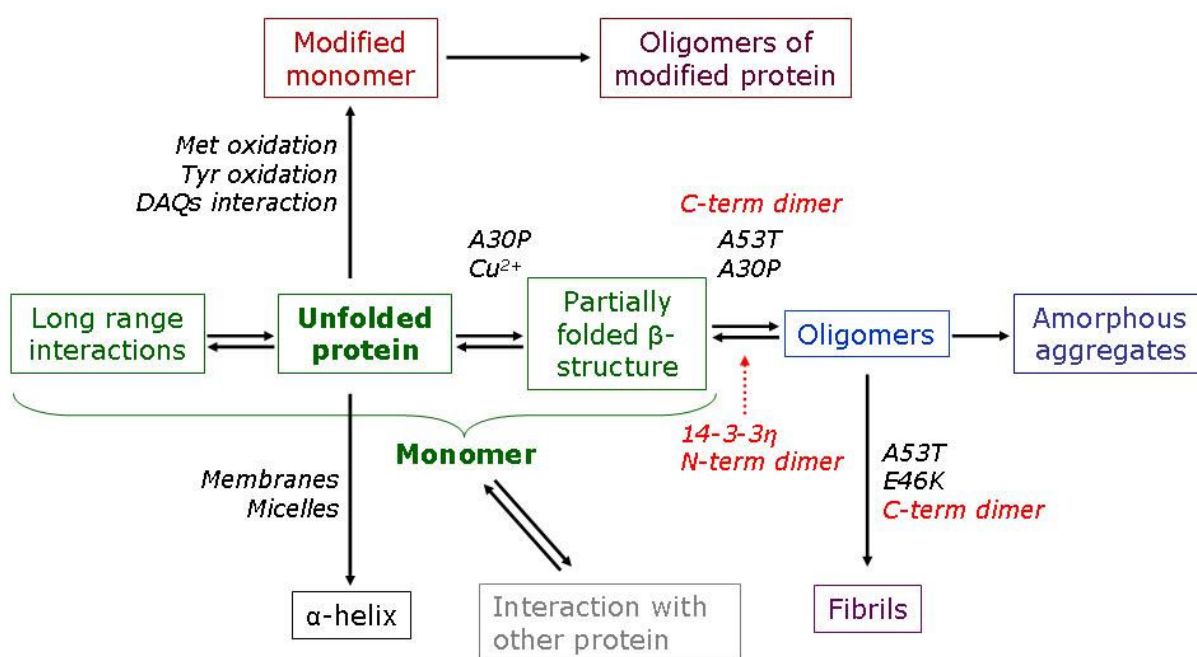 Modified
monomer
Oligomers of
modified protein
Met oxidation
Tyr oxidation
DAQs interaction
C-term dimer
A30P
Cu²⁺
A53T
A30P
Long range
interactions
Unfolded
protein
Partially
folded β-
structure
Oligomers
Amorphous
aggregates
Monomer
14-3-3η
N-term dimer
Membranes
Micelles
A53T
E46K
C-term dimer
α-helix
Interaction with
other protein
Fibrils